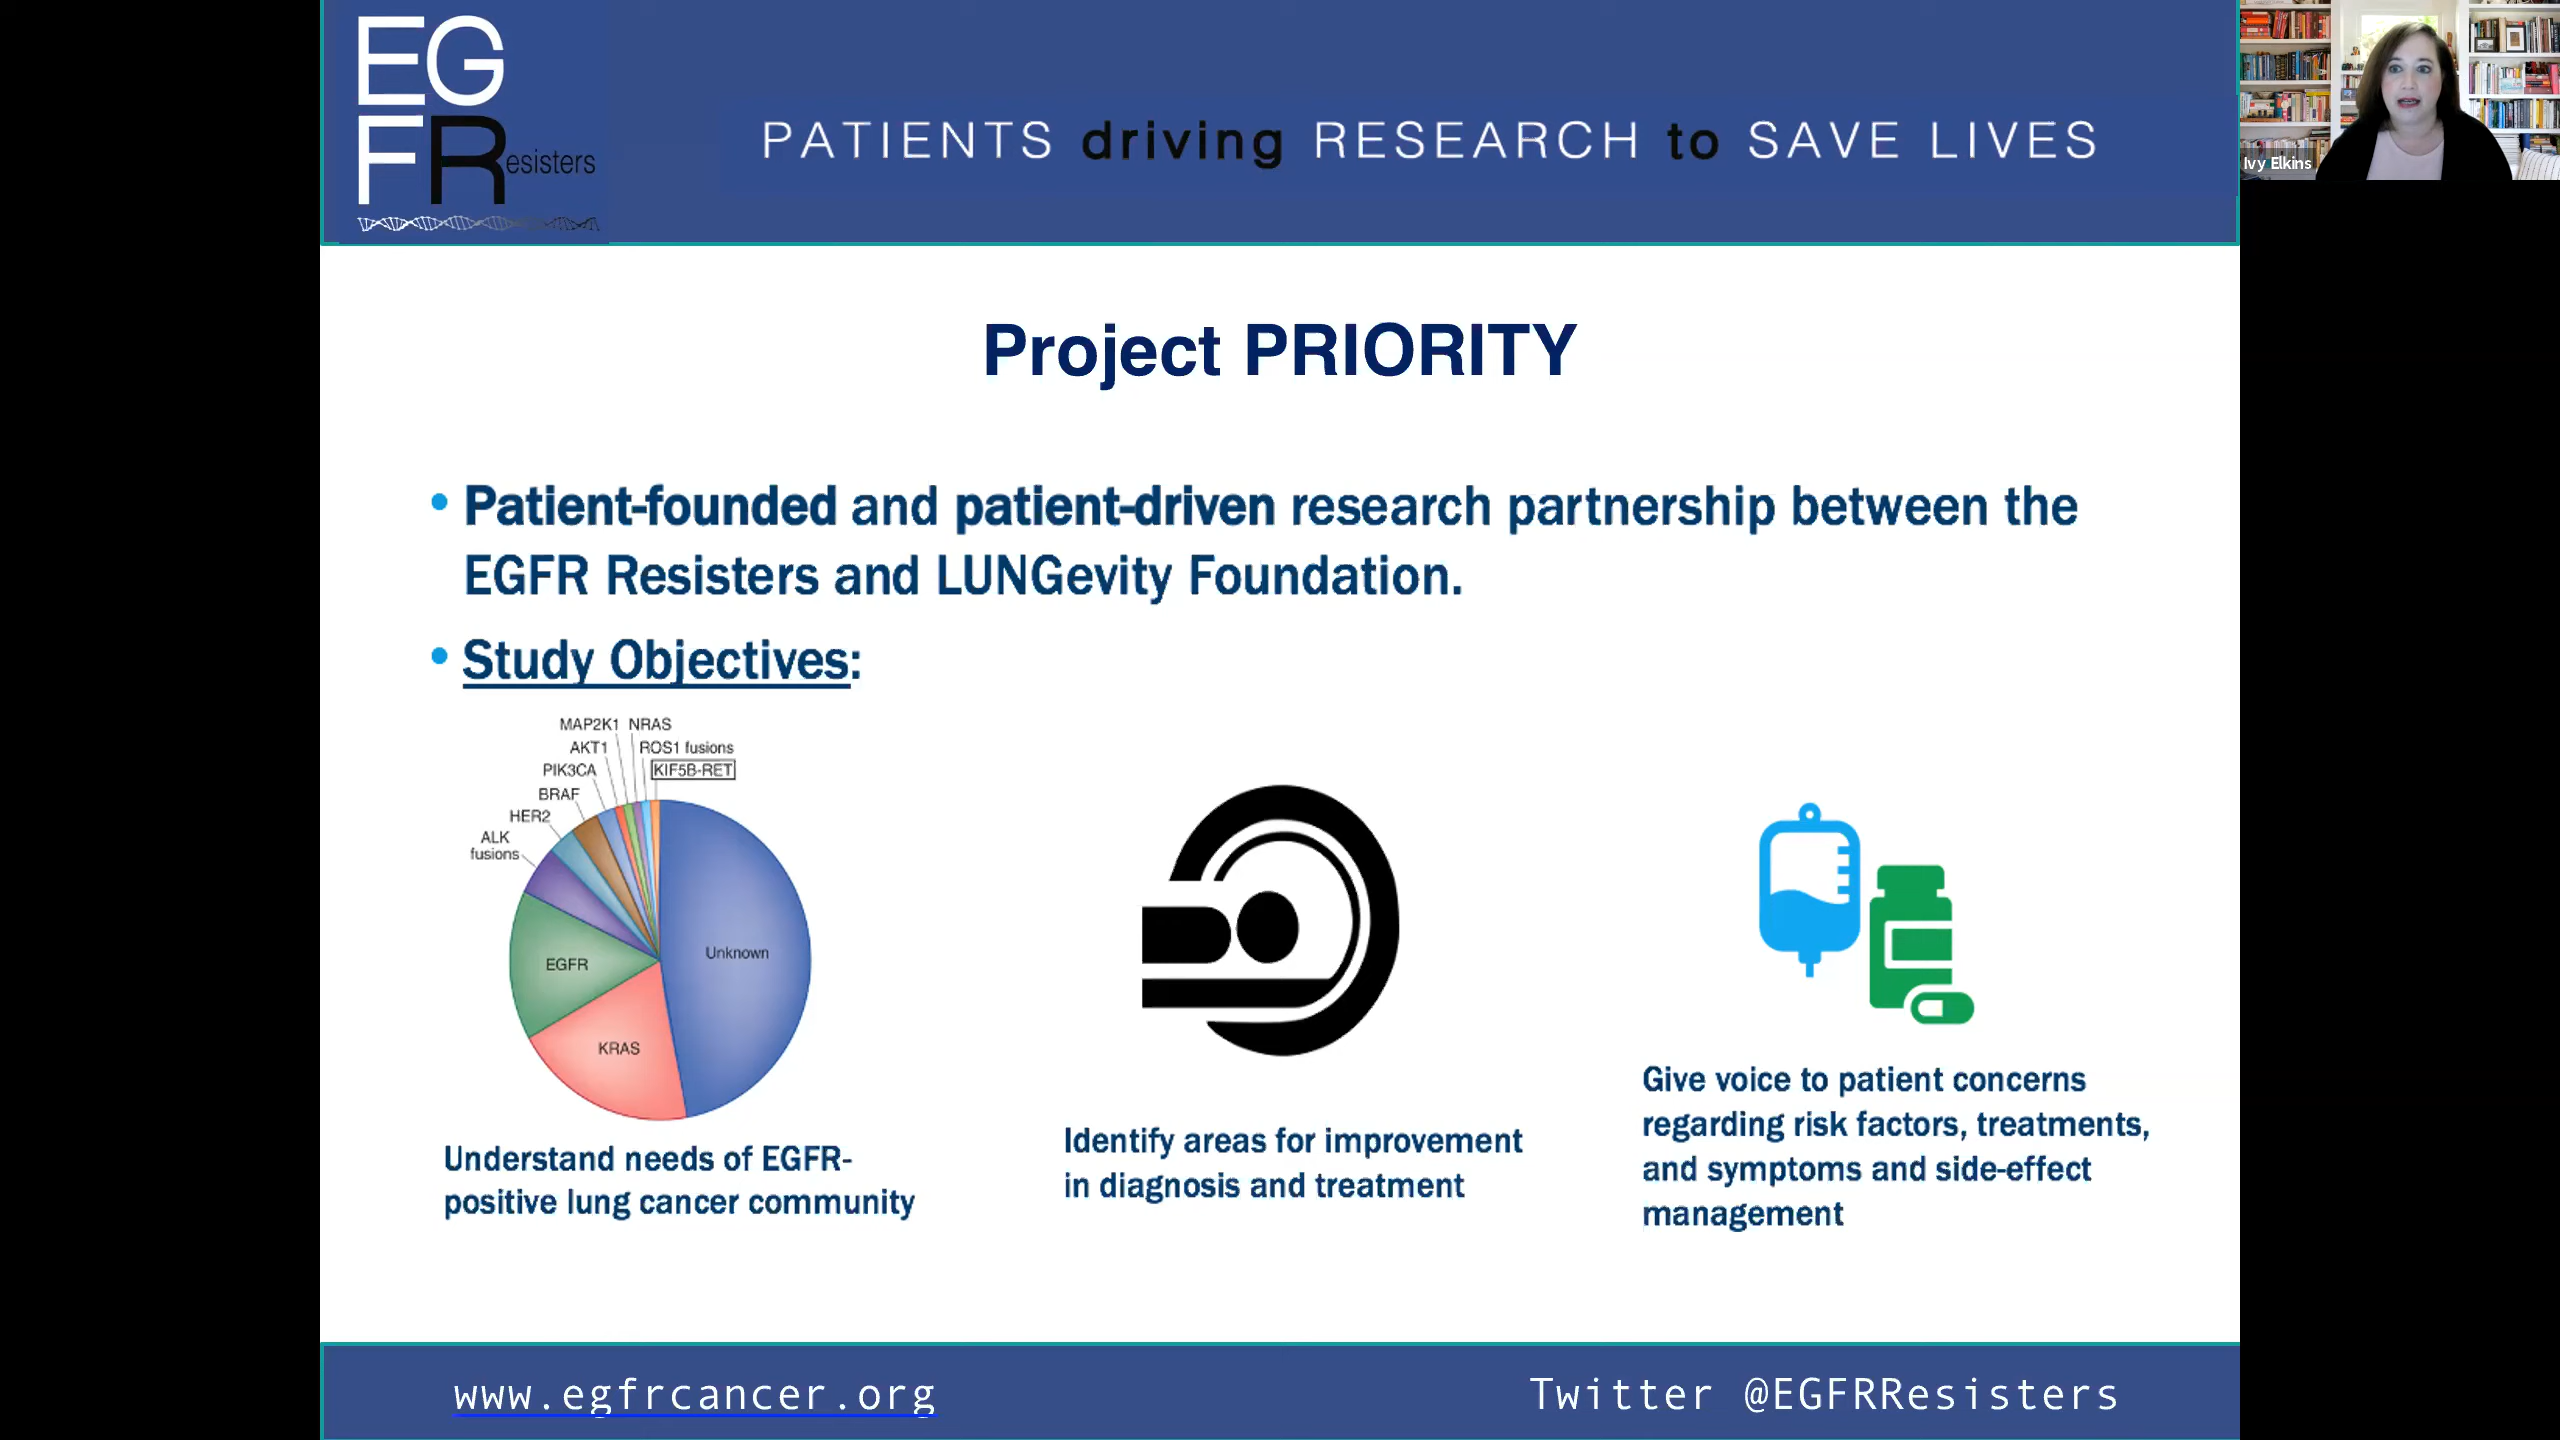 EG
FResisters
PATIENTS driving RESEARCH to SAVE LIVES
Ivy Elkins
Project PRIORITY
• Patient-founded and patient-driven research partnership between the
EGFR Resisters and LUNGevity Foundation.
• Study Objectives:
MAP2K1 NRAS
AKT1 ROS1 fusions
PIK3CA KIF5B-RET
BRAF
HER2
ALK
fusions
Unknown
EGFR
KRAS
Understand needs of EGFR-
positive lung cancer community
Identify areas for improvement
in diagnosis and treatment
Give voice to patient concerns
regarding risk factors, treatments,
and symptoms and side-effect
management
www.egfrcancer.org
Twitter @EGFRResisters